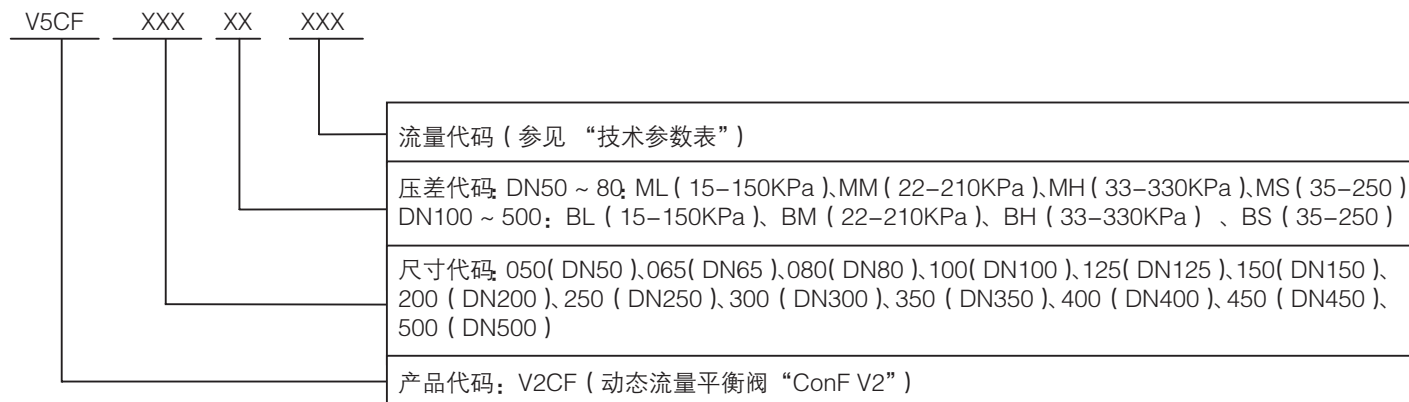 V5CF XXX XX XXX
流量代码(参见 “技术参数表”)
压差代码:DN50 ~ 80:ML(15-150KPa)、MM(22-210KPa)、MH(33-330KPa)、MS(35-250)
DN100 ~ 500:BL(15-150KPa)、BM(22-210KPa)、BH(33-330KPa) 、BS(35-250)
尺寸代码:050(DN50)、065(DN65)、080(DN80)、100(DN100)、125(DN125)、150(DN150)、
200(DN200)、250(DN250)、300(DN300)、350(DN350)、400(DN400)、450(DN450)、
500(DN500)
产品代码:V2CF(动态流量平衡阀“ConF V2”)